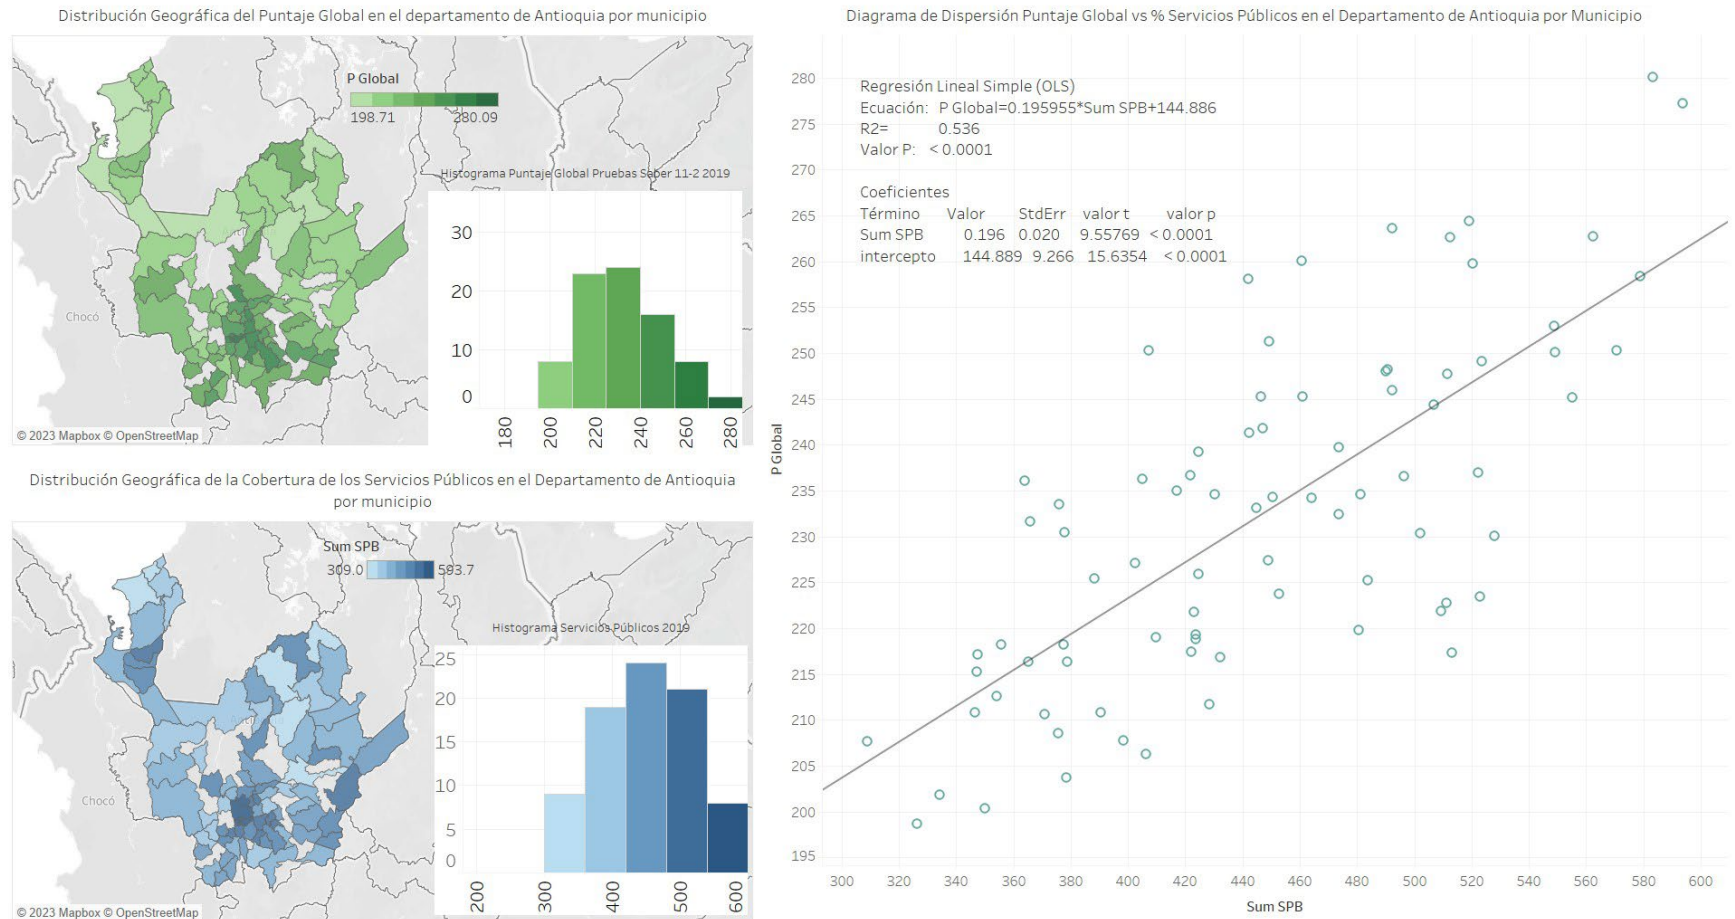 Distribución Geográfica del Puntaje Global en el departamento de Antioquia por municipio
P Global
198.71 280.09
Histograma Puntaje Global Pruebas Saber 11-2 2019
30
20
10
0
180 200 220 240 260 280
Chocó
© 2023 Mapbox © OpenStreetMap
Distribución Geográfica de la Cobertura de los Servicios Públicos en el Departamento de Antioquia
por municipio
Sum SPB
309.0 593.7
Histograma Servicios Públicos 2019
25
20
15
10
5
0
200 300 400 500 600
Chocó
© 2023 Mapbox © OpenStreetMap
Diagrama de Dispersión Puntaje Global vs % Servicios Públicos en el Departamento de Antioquia por Municipio
Regresión Lineal Simple (OLS)
Ecuación: P Global=0.195955*Sum SPB+144.886
R2= 0.536
Valor P: < 0.0001
Coeficientes
Término Valor StdErr valor t valor p
Sum SPB 0.196 0.020 9.55769 < 0.0001
intercepto 144.889 9.266 15.6354 < 0.0001
P Global
280
275
270
265
260
255
250
245
240
235
230
225
220
215
210
205
200
195
300 320 340 360 380 400 420 440 460 480 500 520 540 560 580 600
Sum SPB